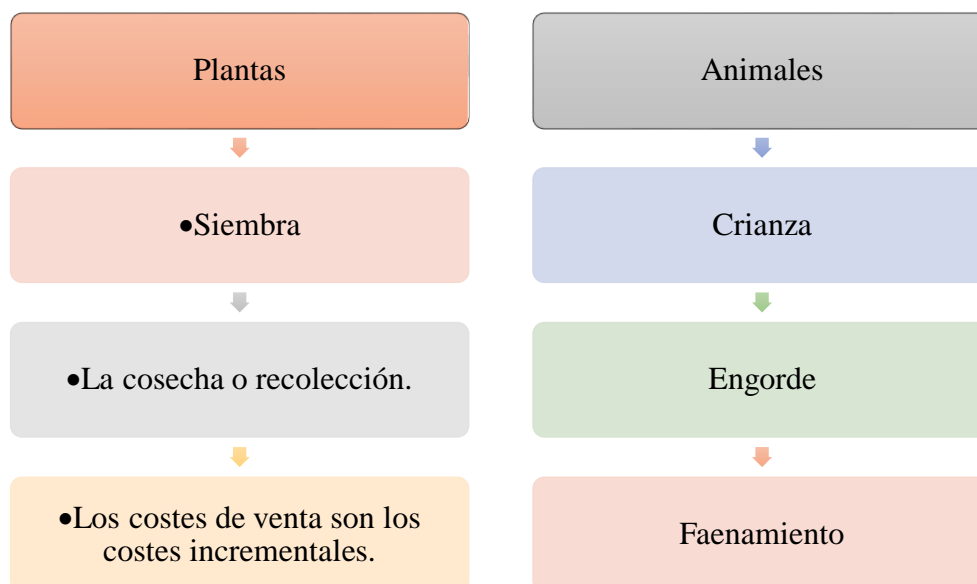 Plantas
•Siembra
•La cosecha o recolección.
•Los costes de venta son los
costes incrementales.
Animales
Crianza
Engorde
Faenamiento